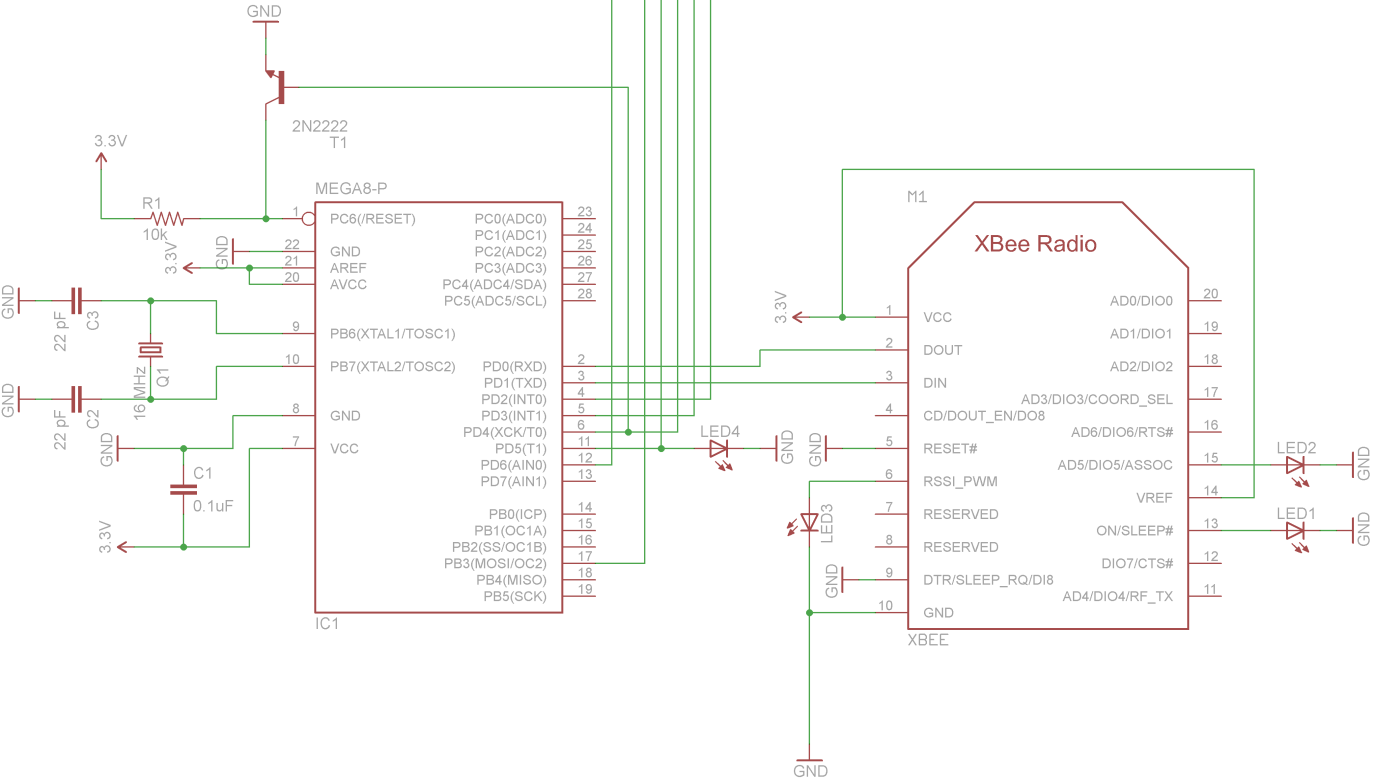 GND
2N2222
T1
3.3V
R1
10k
MEGA8-P
1 PC6(/RESET)
22 GND
21 AREF
20 AVCC
9 PB6(XTAL1/TOSC1)
10 PB7(XTAL2/TOSC2)
8 GND
7 VCC
PC0(ADC0) 23
PC1(ADC1) 24
PC2(ADC2) 25
PC3(ADC3) 26
PC4(ADC4/SDA) 27
PC5(ADC5/SCL) 28
PD0(RXD) 2
PD1(TXD) 3
PD2(INT0) 4
PD3(INT1) 5
PD4(XCK/T0) 6
PD5(T1) 11
PD6(AIN0) 12
PD7(AIN1) 13
PB0(ICP) 14
PB1(OC1A) 15
PB2(SS/OC1B) 16
PB3(MOSI/OC2) 17
PB4(MISO) 18
PB5(SCK) 19
IC1
GND
3.3V
GND
22 pF
C3
16 MHz
Q1
GND
22 pF
C2
GND
C1
0.1uF
3.3V
LED4
GND
M1
XBee Radio
3.3V
1 VCC
2 DOUT
3 DIN
4 CD/DOUT_EN/DO8
GND
5 RESET#
6 RSSI_PWM
7 RESERVED
8 RESERVED
9 DTR/SLEEP_RQ/DI8
10 GND
AD0/DIO0 20
AD1/DIO1 19
AD2/DIO2 18
AD3/DIO3/COORD_SEL 17
AD6/DIO6/RTS# 16
AD5/DIO5/ASSOC 15
VREF 14
ON/SLEEP# 13
DIO7/CTS# 12
AD4/DIO4/RF_TX 11
XBEE
LED3
GND
GND
LED2
GND
LED1
GND